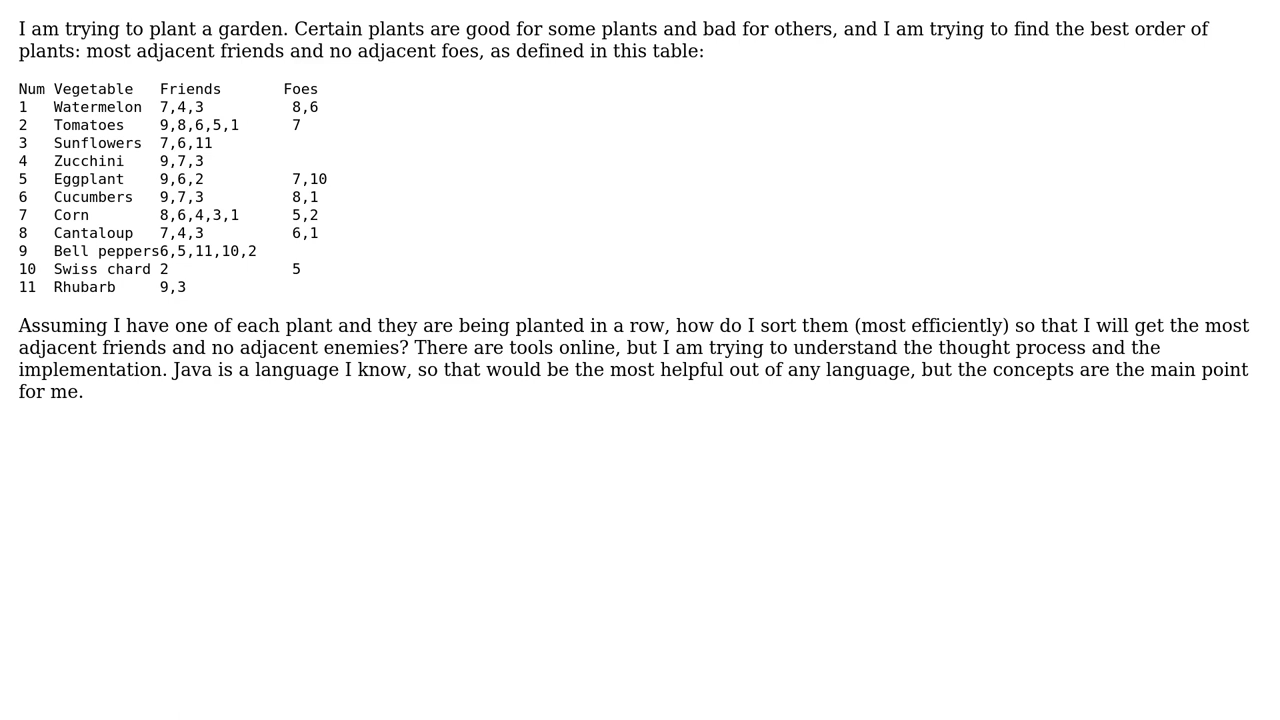 I am trying to plant a garden. Certain plants are good for some plants and bad for others, and I am trying to find the best order of
plants: most adjacent friends and no adjacent foes, as defined in this table:
Num Vegetable   Friends       Foes
1   Watermelon  7,4,3          8,6
2   Tomatoes    9,8,6,5,1      7
3   Sunflowers  7,6,11
4   Zucchini    9,7,3
5   Eggplant    9,6,2          7,10
6   Cucumbers   9,7,3          8,1
7   Corn        8,6,4,3,1      5,2
8   Cantaloup   7,4,3          6,1
9   Bell peppers6,5,11,10,2
10  Swiss chard 2              5
11  Rhubarb     9,3
Assuming I have one of each plant and they are being planted in a row, how do I sort them (most efficiently) so that I will get the most
adjacent friends and no adjacent enemies? There are tools online, but I am trying to understand the thought process and the
implementation. Java is a language I know, so that would be the most helpful out of any language, but the concepts are the main point
for me.